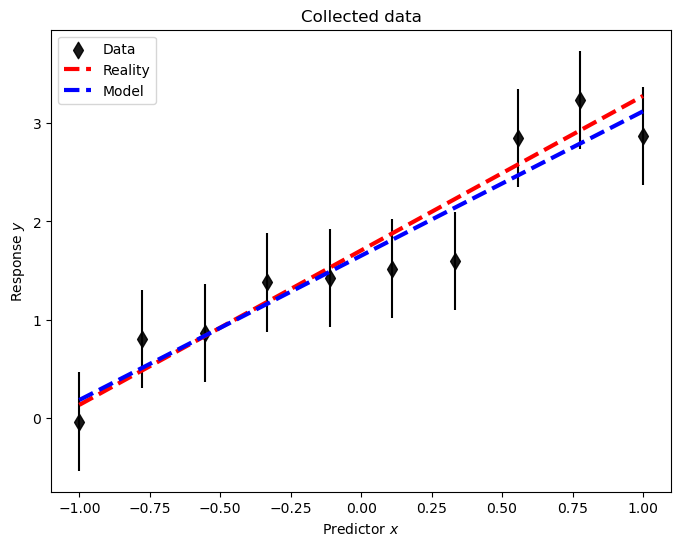 Collected data
Data
Reality
Model
Response y
3
2
1
0
−1.00
−0.75
−0.50
−0.25
0.00
0.25
0.50
0.75
1.00
Predictor x